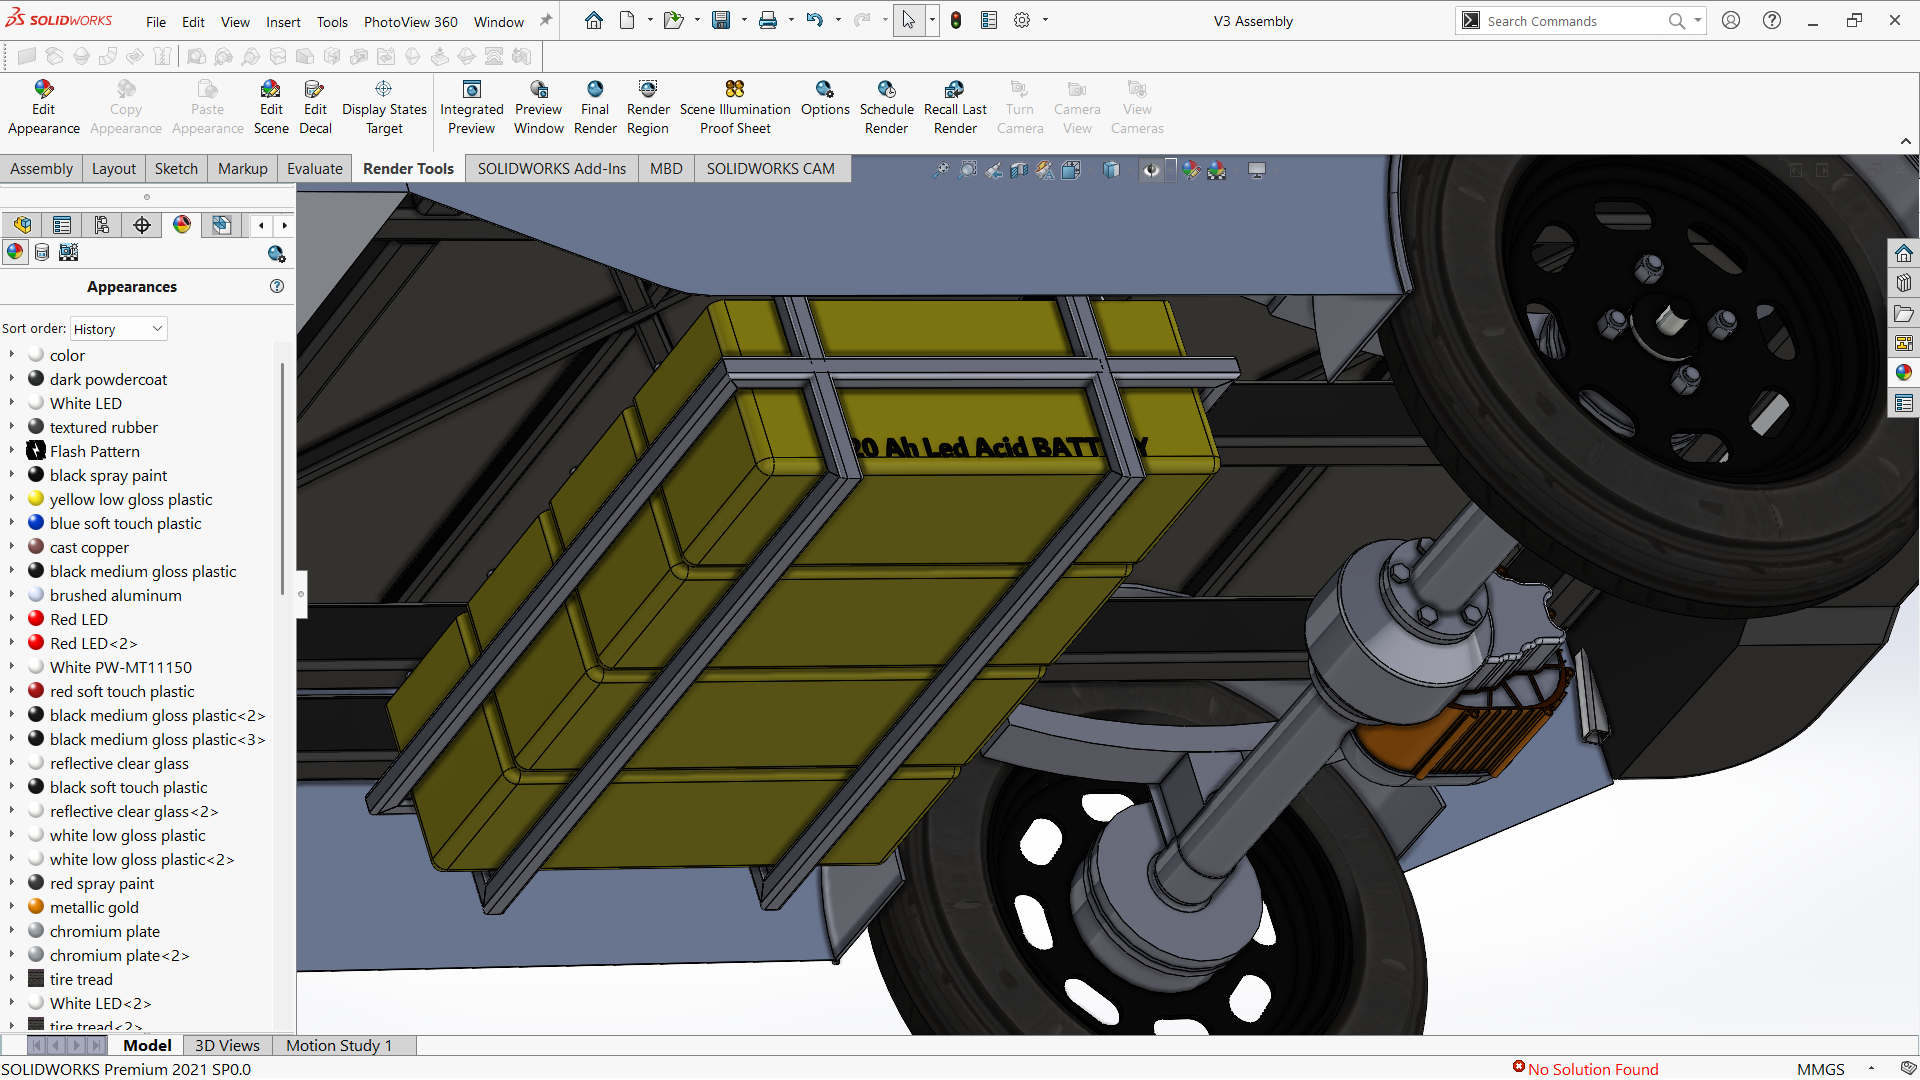 SOLIDWORKS File Edit View Insert Tools PhotoView 360 Window V3 Assembly Search Commands
Edit Appearance
Copy Appearance
Paste Appearance
Edit Scene
Edit Decal
Display States Target
Integrated Preview
Preview Window
Final Render
Render Region
Scene Illumination Proof Sheet
Options
Schedule Render
Recall Last Render
Turn Camera
Camera View
View Cameras
Assembly Layout Sketch Markup Evaluate Render Tools SOLIDWORKS Add-Ins MBD SOLIDWORKS CAM
Appearances
Sort order: History
color
dark powdercoat
White LED
textured rubber
Flash Pattern
black spray paint
yellow low gloss plastic
blue soft touch plastic
cast copper
black medium gloss plastic
brushed aluminum
Red LED
Red LED<2>
White PW-MT11150
red soft touch plastic
black medium gloss plastic<2>
black medium gloss plastic<3>
reflective clear glass
black soft touch plastic
reflective clear glass<2>
white low gloss plastic
white low gloss plastic<2>
red spray paint
metallic gold
chromium plate
chromium plate<2>
tire tread
White LED<2>
tire tread<2>
20 Ah Led Acid BATT Y
Model 3D Views Motion Study 1
SOLIDWORKS Premium 2021 SP0.0 No Solution Found MMGS